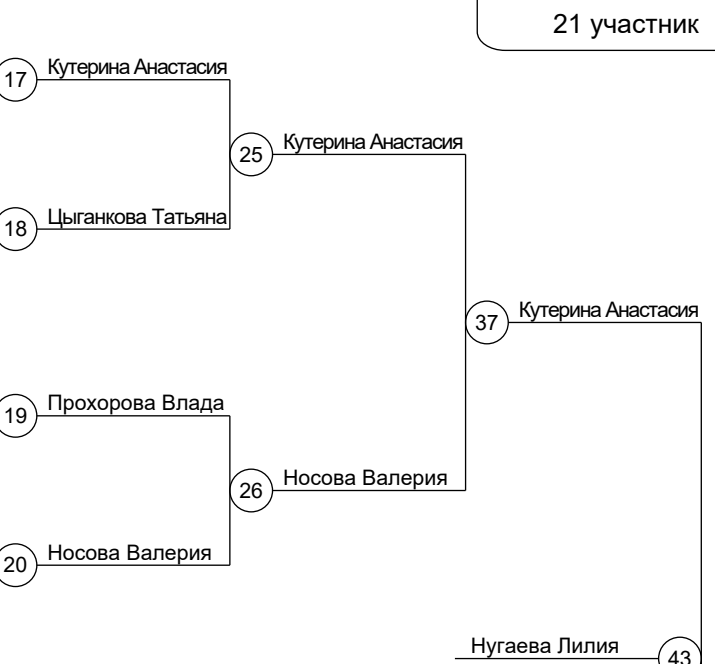 21 участник
17 Кутерина Анастасия
25 Кутерина Анастасия
18 Цыганкова Татьяна
37 Кутерина Анастасия
19 Прохорова Влада
26 Носова Валерия
20 Носова Валерия
Нугаева Лилия 43